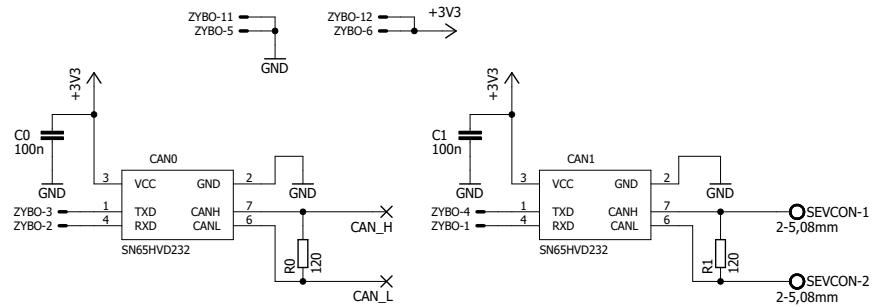 ZYBO-11
ZYBO-5
GND
ZYBO-12
ZYBO-6
+3V3
+3V3
C0
100n
GND
CAN0
3
VCC
GND
2
GND
ZYBO-3
1
TXD
CANH
7
ZYBO-2
4
RXD
CANL
6
SN65HVD232
R0
120
CAN_H
CAN_L
+3V3
C1
100n
GND
CAN1
3
VCC
GND
2
GND
ZYBO-4
1
TXD
CANH
7
ZYBO-1
4
RXD
CANL
6
SN65HVD232
R1
120
SEVCON-1
2-5,08mm
SEVCON-2
2-5,08mm